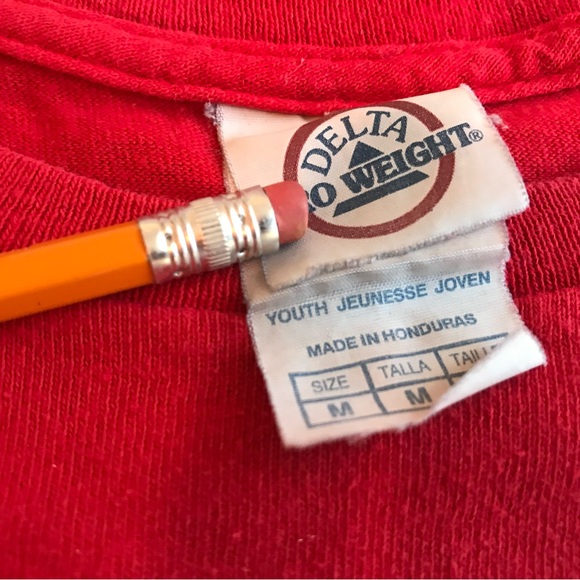 DELTA
WEIGHT®
YOUTH JEUNESSE JOVEN
MADE IN HONDURAS
SIZE TALLA
M M